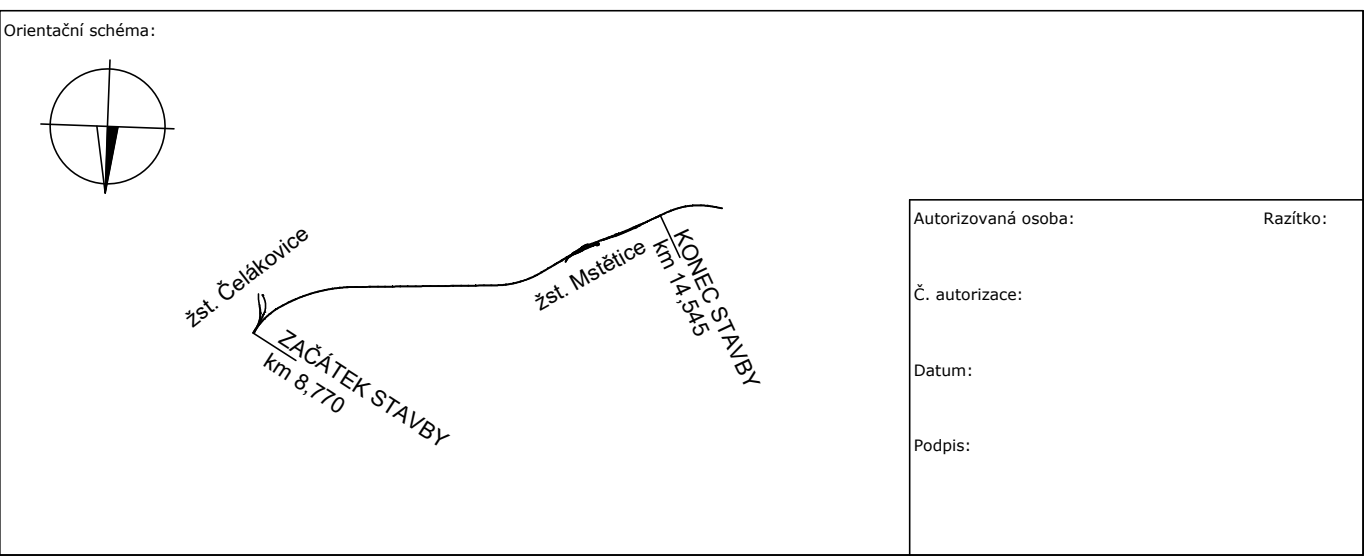 Orientační schéma:
žst. Čelákovice
ZAČÁTEK STAVBY
km 8,770
žst. Mstětice
KONEC STAVBY
km 14,545
Autorizovaná osoba:
Razítko:
Č. autorizace:
Datum:
Podpis: